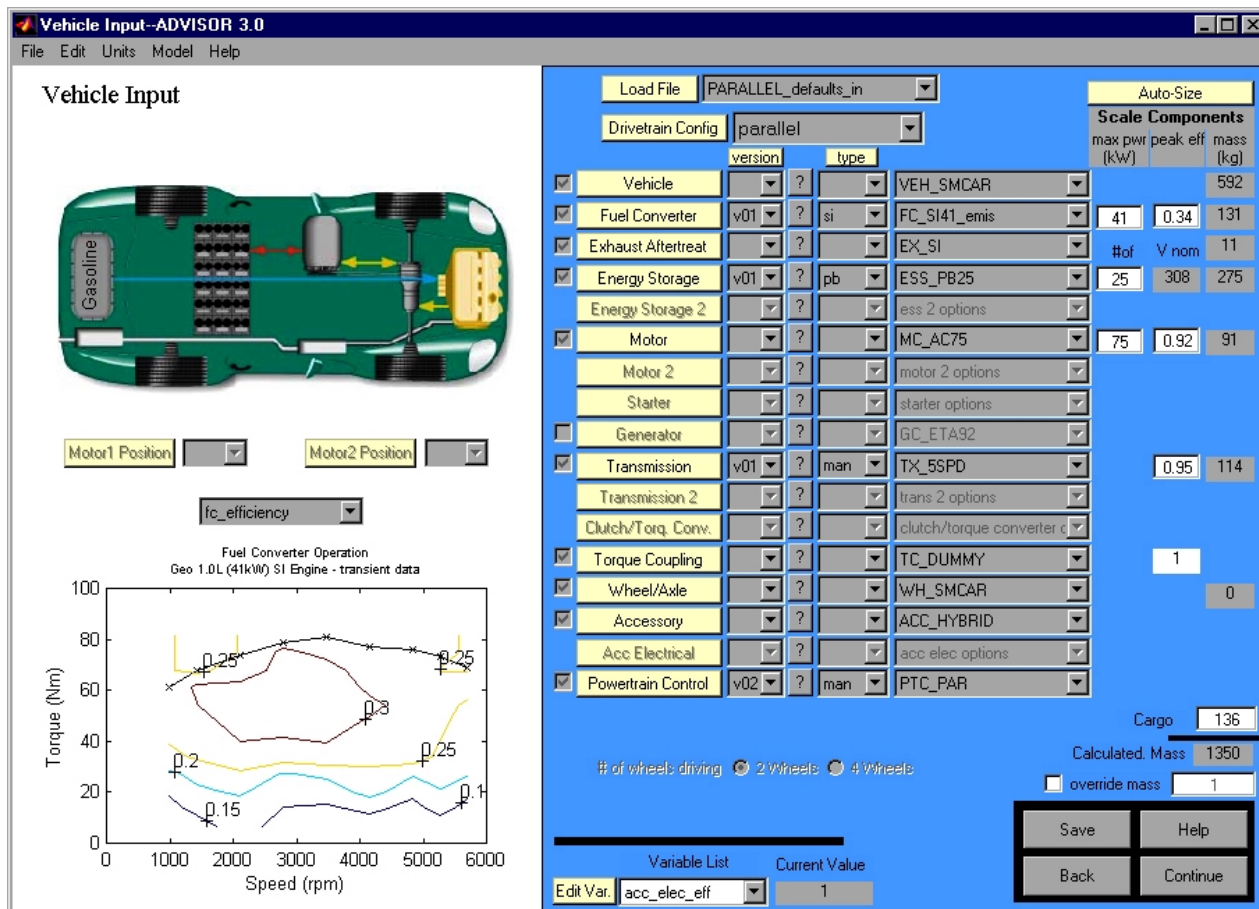 Vehicle Input--ADVISOR 3.0
File Edit Units Model Help
Vehicle Input
Gasoline
Motor1 Position
Motor2 Position
fc_efficiency
Fuel Converter Operation
Geo 1.0L (41kW) SI Engine - transient data
100
80
60
40
20
0
Torque (Nm)
0.25
0.25
0.3
0.25
0.2
0.15
0.1
0 1000 2000 3000 4000 5000 6000
Speed (rpm)
Load File PARALLEL_defaults_in
Auto-Size
Drivetrain Config parallel
Scale Components
version type
max pwr peak eff mass
(kW) (kg)
Vehicle ? VEH_SMCAR 592
Fuel Converter v01 ? si FC_SI41_emis 41 0.34 131
Exhaust Aftertreat ? EX_SI #of V nom 11
Energy Storage v01 ? pb ESS_PB25 25 308 275
Energy Storage 2 ? ess 2 options
Motor ? MC_AC75 75 0.92 91
Motor 2 ? motor 2 options
Starter ? starter options
Generator ? GC_ETA92
Transmission v01 ? man TX_5SPD 0.95 114
Transmission 2 ? trans 2 options
Clutch/Torq. Conv. ? clutch/torque converter
Torque Coupling ? TC_DUMMY 1
Wheel/Axle ? WH_SMCAR 0
Accessory ? ACC_HYBRID
Acc Electrical ? acc elec options
Powertrain Control v02 ? man PTC_PAR
Cargo 136
Calculated. Mass 1350
# of wheels driving 2 Wheels 4 Wheels
override mass 1
Save Help
Variable List Current Value
Back Continue
Edit Var. acc_elec_eff 1